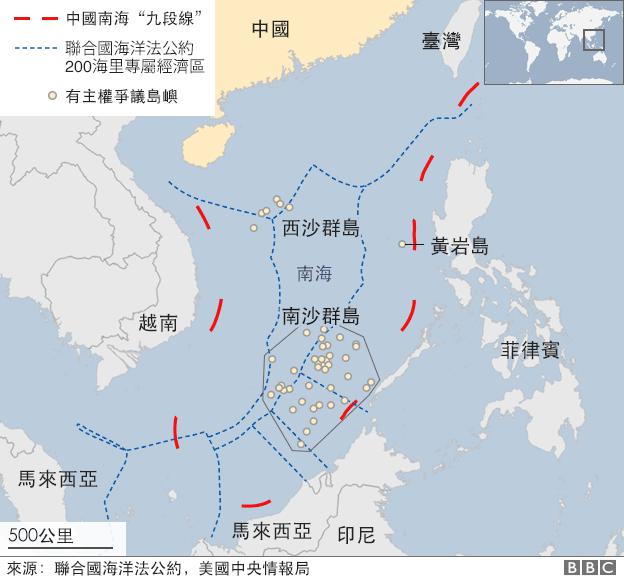 中國南海“九段線”
聯合國海洋法公約
200海里專屬經濟區
有主權爭議島嶼
中國
臺灣
西沙群島
黃岩島
南海
南沙群島
越南
菲律賓
馬來西亞
馬來西亞
印尼
500公里
來源：聯合國海洋法公約，美國中央情報局
BBC